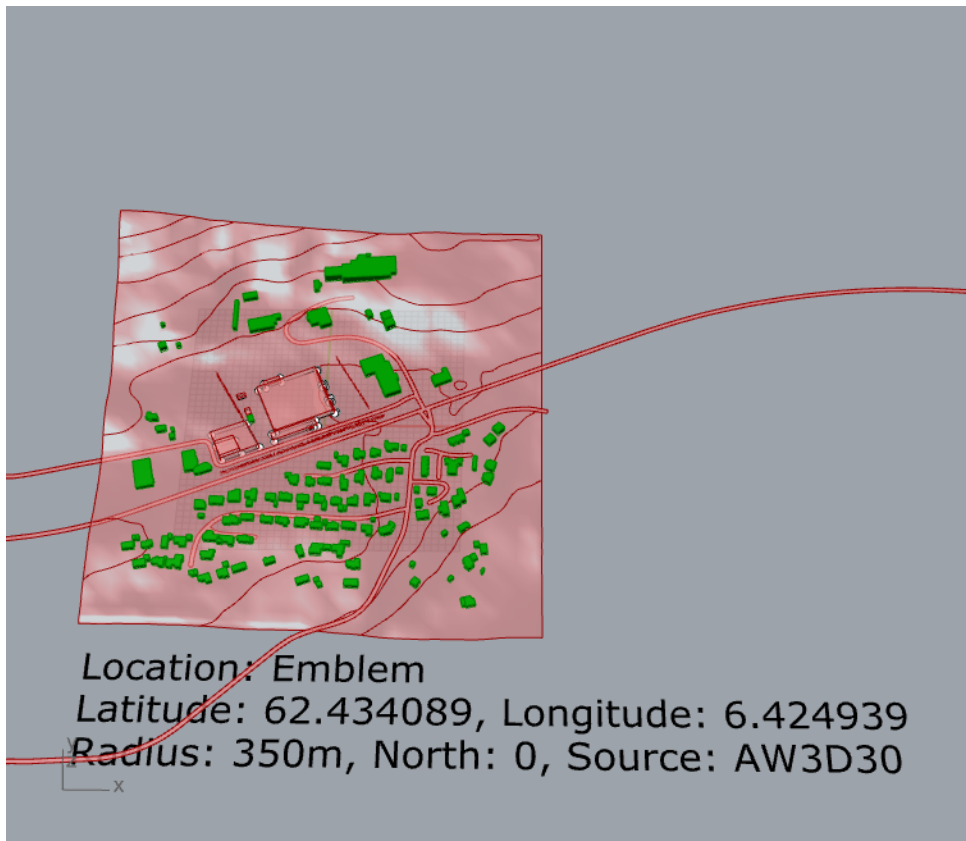 Location: Emblem
Latitude: 62.434089, Longitude: 6.424939
Radius: 350m, North: 0, Source: AW3D30
y
x